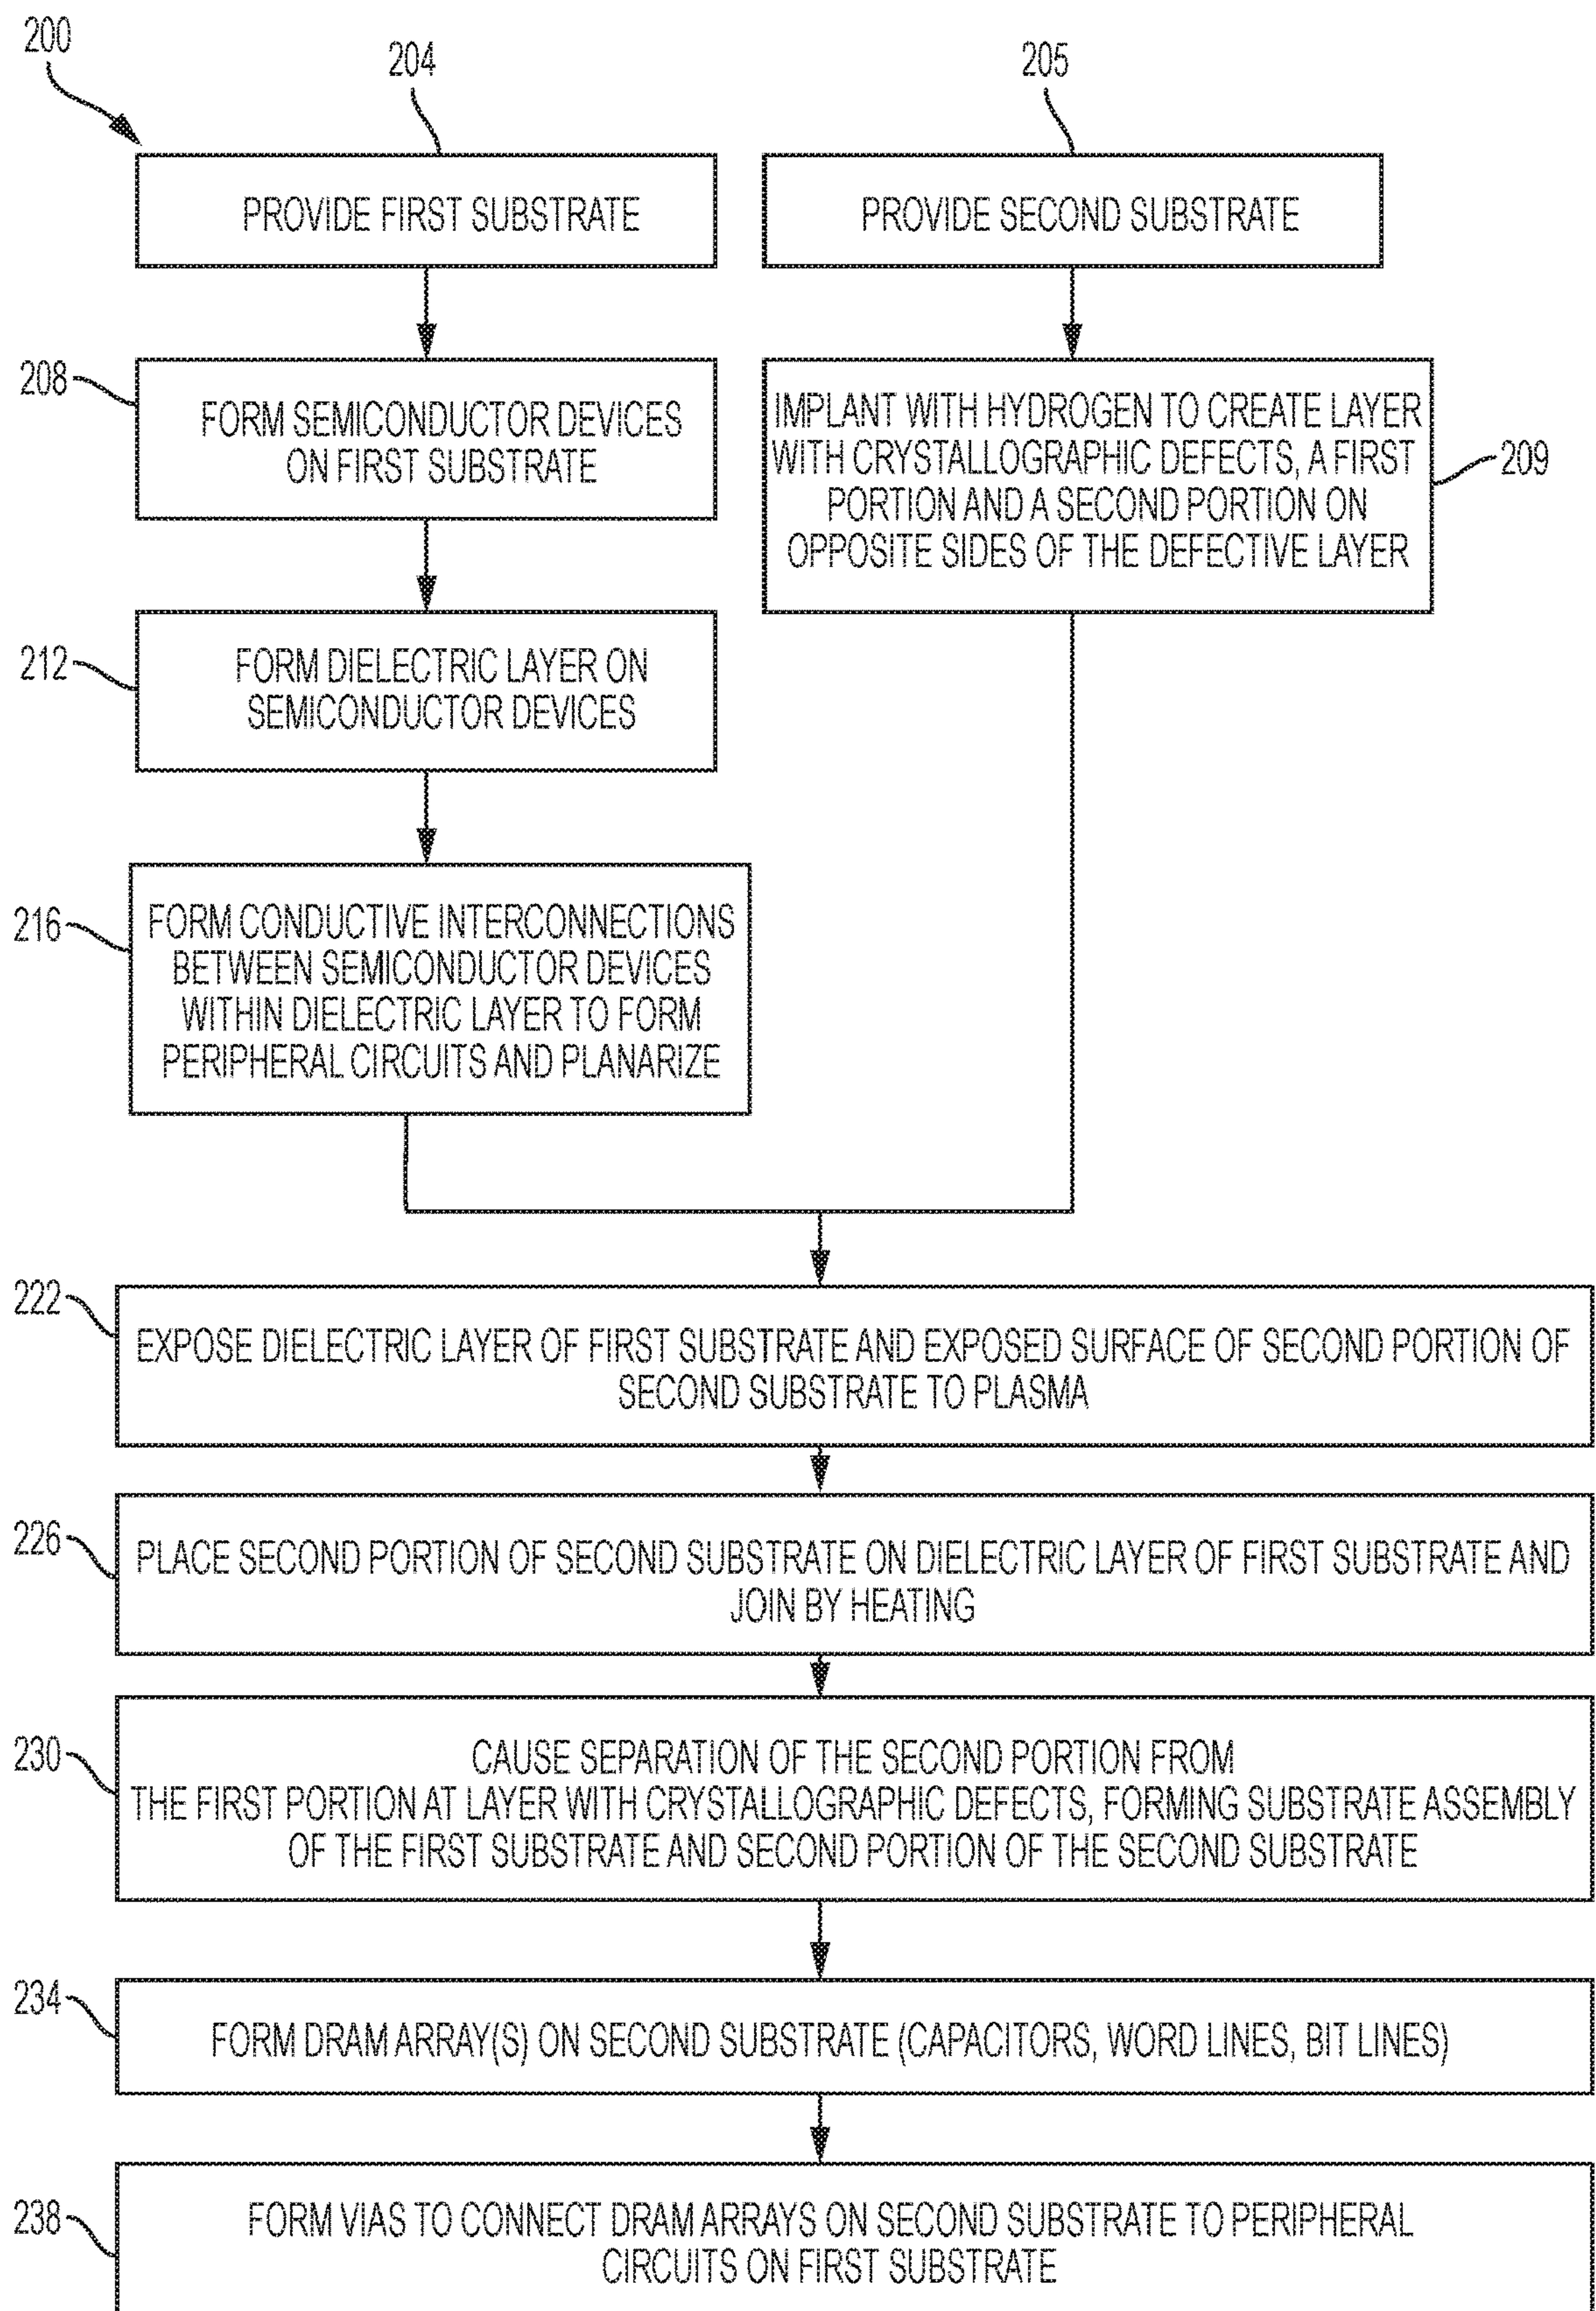 200
204
205
PROVIDE FIRST SUBSTRATE
PROVIDE SECOND SUBSTRATE
208
FORM SEMICONDUCTOR DEVICES
ON FIRST SUBSTRATE
IMPLANT WITH HYDROGEN TO CREATE LAYER
WITH CRYSTALLOGRAPHIC DEFECTS, A FIRST
PORTION AND A SECOND PORTION ON
OPPOSITE SIDES OF THE DEFECTIVE LAYER
209
212
FORM DIELECTRIC LAYER ON
SEMICONDUCTOR DEVICES
216
FORM CONDUCTIVE INTERCONNECTIONS
BETWEEN SEMICONDUCTOR DEVICES
WITHIN DIELECTRIC LAYER TO FORM
PERIPHERAL CIRCUITS AND PLANARIZE
222
EXPOSE DIELECTRIC LAYER OF FIRST SUBSTRATE AND EXPOSED SURFACE OF SECOND PORTION OF
SECOND SUBSTRATE TO PLASMA
226
PLACE SECOND PORTION OF SECOND SUBSTRATE ON DIELECTRIC LAYER OF FIRST SUBSTRATE AND
JOIN BY HEATING
230
CAUSE SEPARATION OF THE SECOND PORTION FROM
THE FIRST PORTION AT LAYER WITH CRYSTALLOGRAPHIC DEFECTS, FORMING SUBSTRATE ASSEMBLY
OF THE FIRST SUBSTRATE AND SECOND PORTION OF THE SECOND SUBSTRATE
234
FORM DRAM ARRAY(S) ON SECOND SUBSTRATE (CAPACITORS, WORD LINES, BIT LINES)
238
FORM VIAS TO CONNECT DRAM ARRAYS ON SECOND SUBSTRATE TO PERIPHERAL
CIRCUITS ON FIRST SUBSTRATE